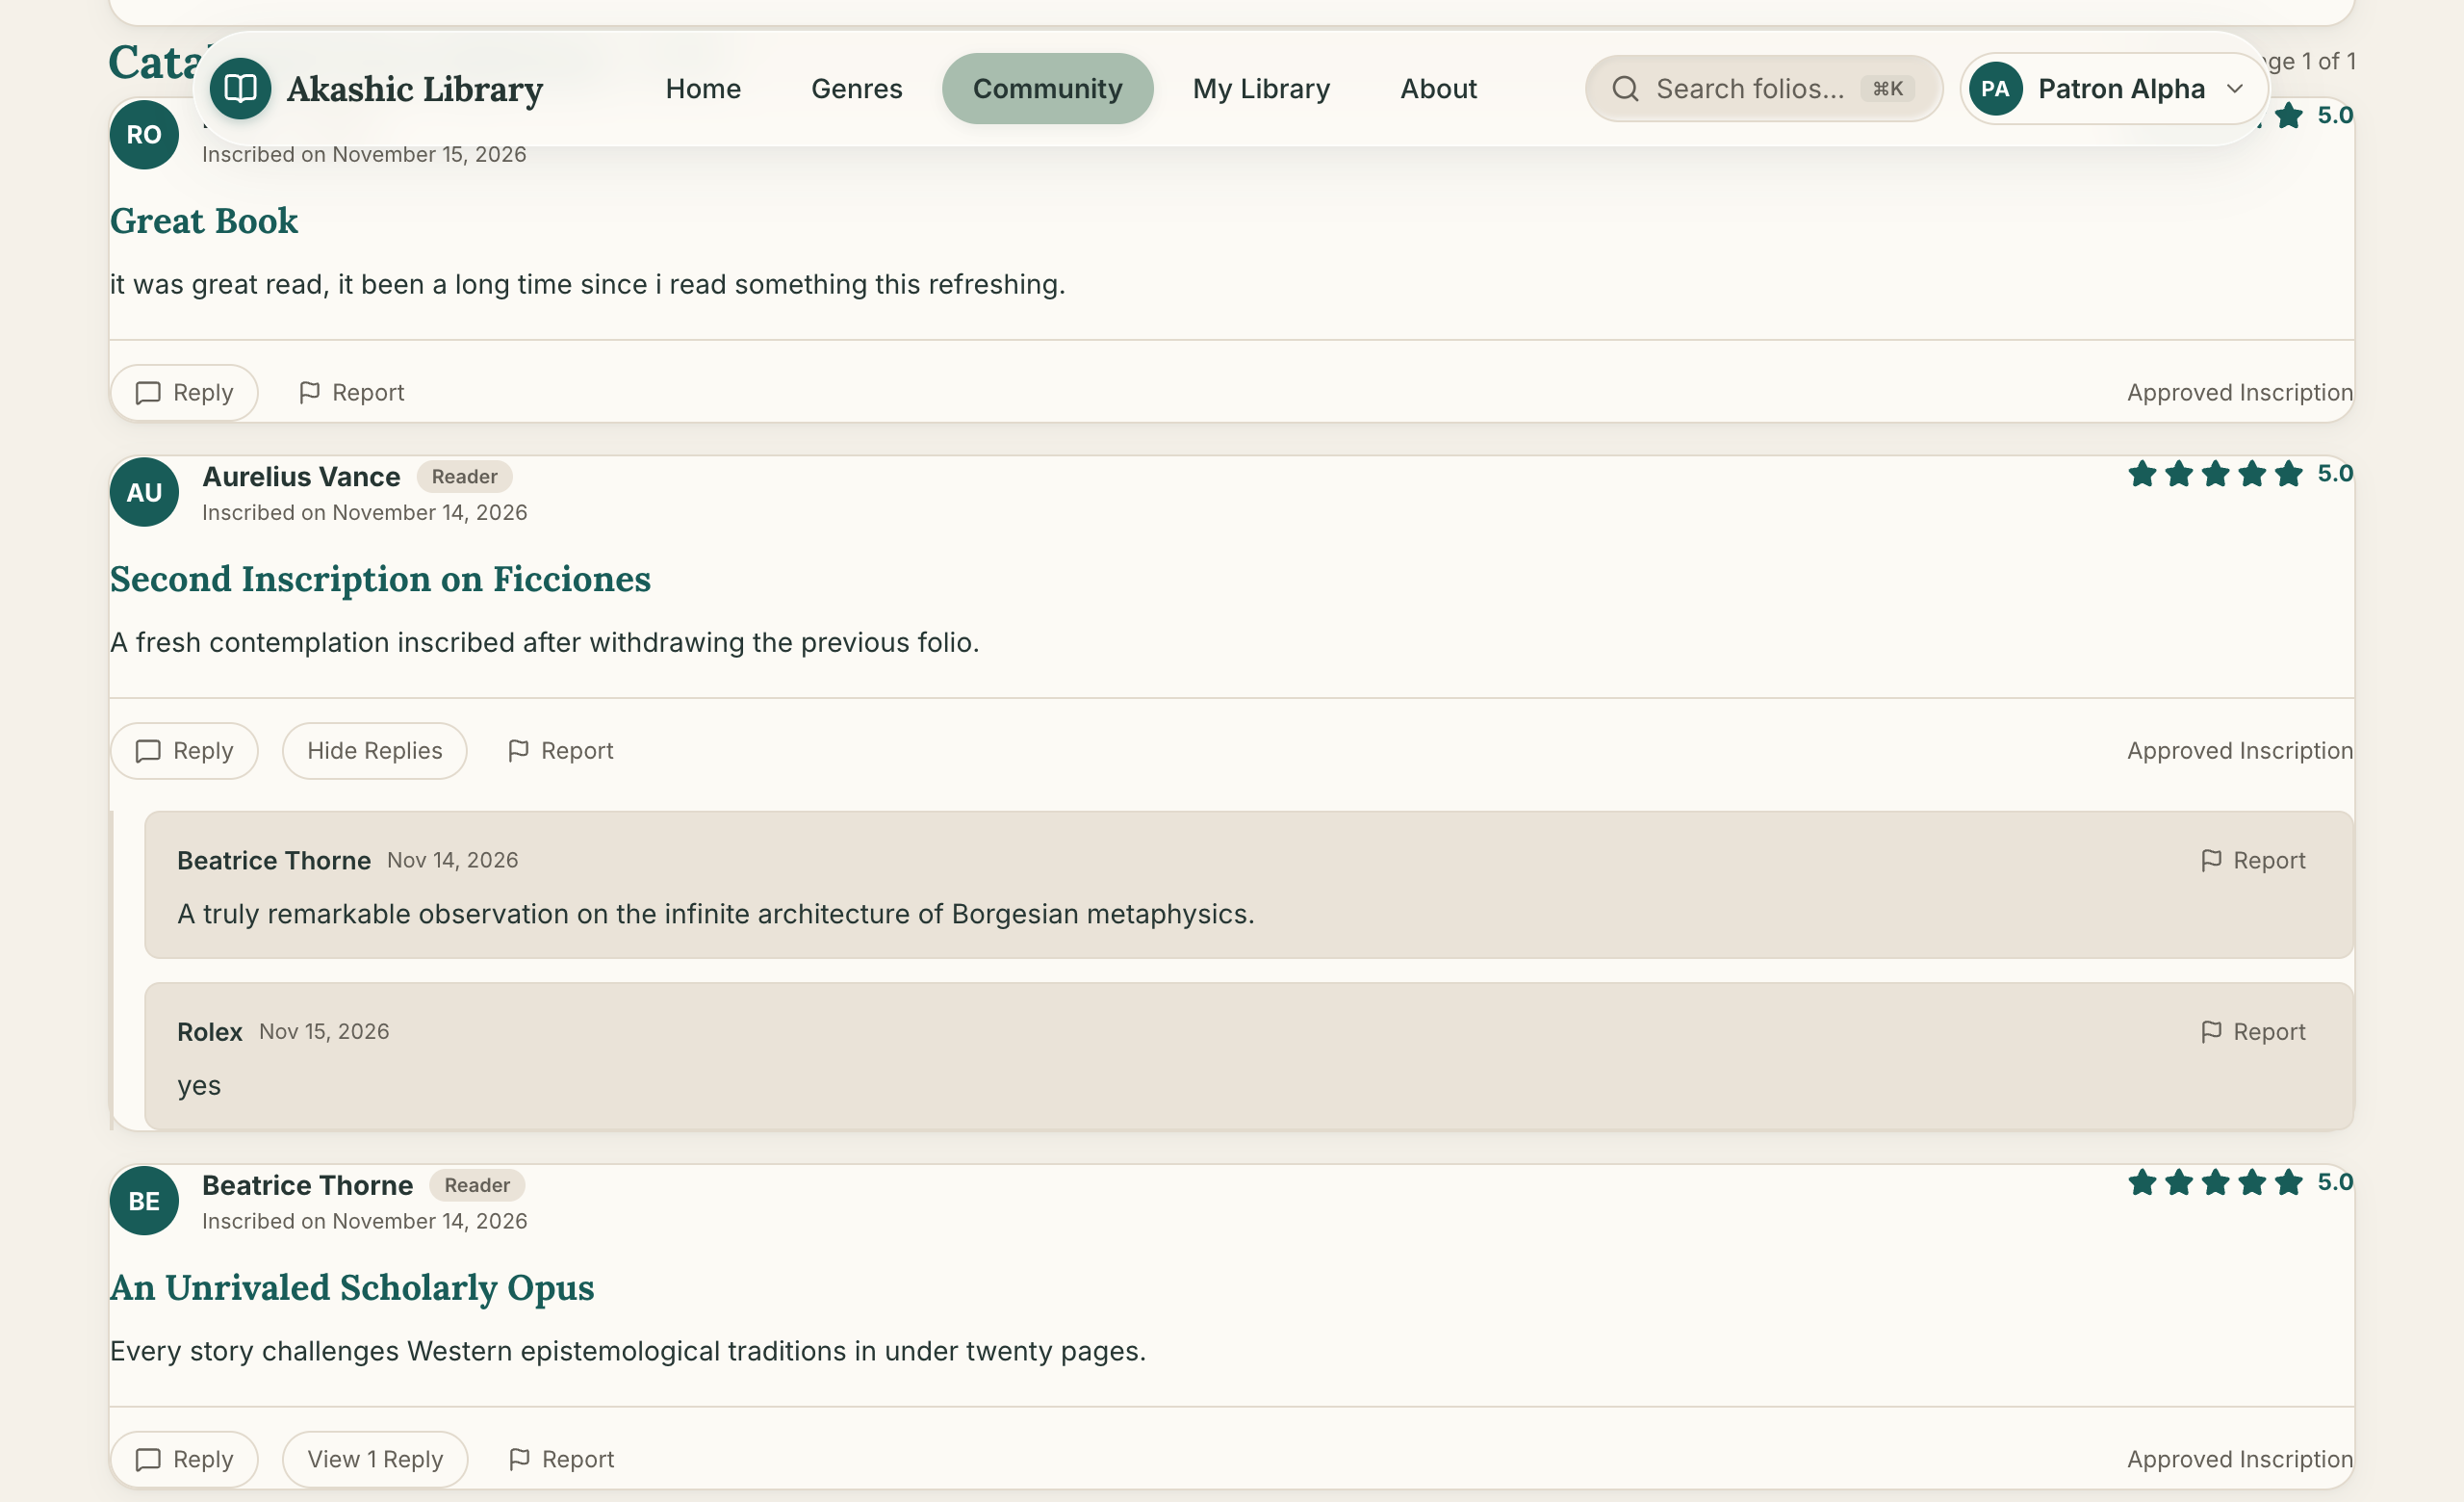 Akashic Library Home Genres Community My Library About Search folios... ⌘K PA Patron Alpha
1 of 1
RO
5.0
Inscribed on November 15, 2026
Great Book
it was great read, it been a long time since i read something this refreshing.
Reply Report Approved Inscription
AU Aurelius Vance Reader 5.0
Inscribed on November 14, 2026
Second Inscription on Ficciones
A fresh contemplation inscribed after withdrawing the previous folio.
Reply Hide Replies Report Approved Inscription
Beatrice Thorne Nov 14, 2026 Report
A truly remarkable observation on the infinite architecture of Borgesian metaphysics.
Rolex Nov 15, 2026 Report
yes
BE Beatrice Thorne Reader 5.0
Inscribed on November 14, 2026
An Unrivaled Scholarly Opus
Every story challenges Western epistemological traditions in under twenty pages.
Reply View 1 Reply Report Approved Inscription